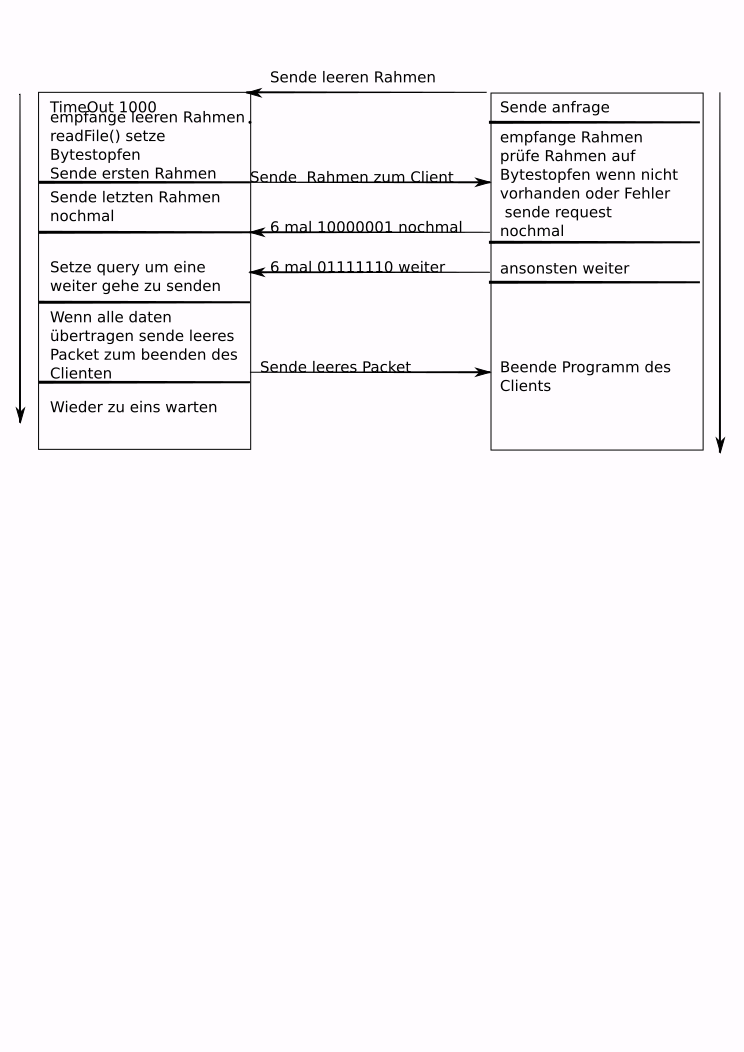 Sende leeren Rahmen
TimeOut 1000
empfange leeren Rahmen
readFile() setze
Bytestopfen
Sende ersten Rahmen
Sende letzten Rahmen
nochmal
Setze query um eine
weiter gehe zu senden
Wenn alle daten
übertragen sende leeres
Packet zum beenden des
Clienten
Wieder zu eins warten
Sende Rahmen zum Client
6 mal 10000001 nochmal
6 mal 01111110 weiter
Sende leeres Packet
Sende anfrage
empfange Rahmen
prüfe Rahmen auf
Bytestopfen wenn nicht
vorhanden oder Fehler
sende request
nochmal
ansonsten weiter
Beende Programm des
Clients